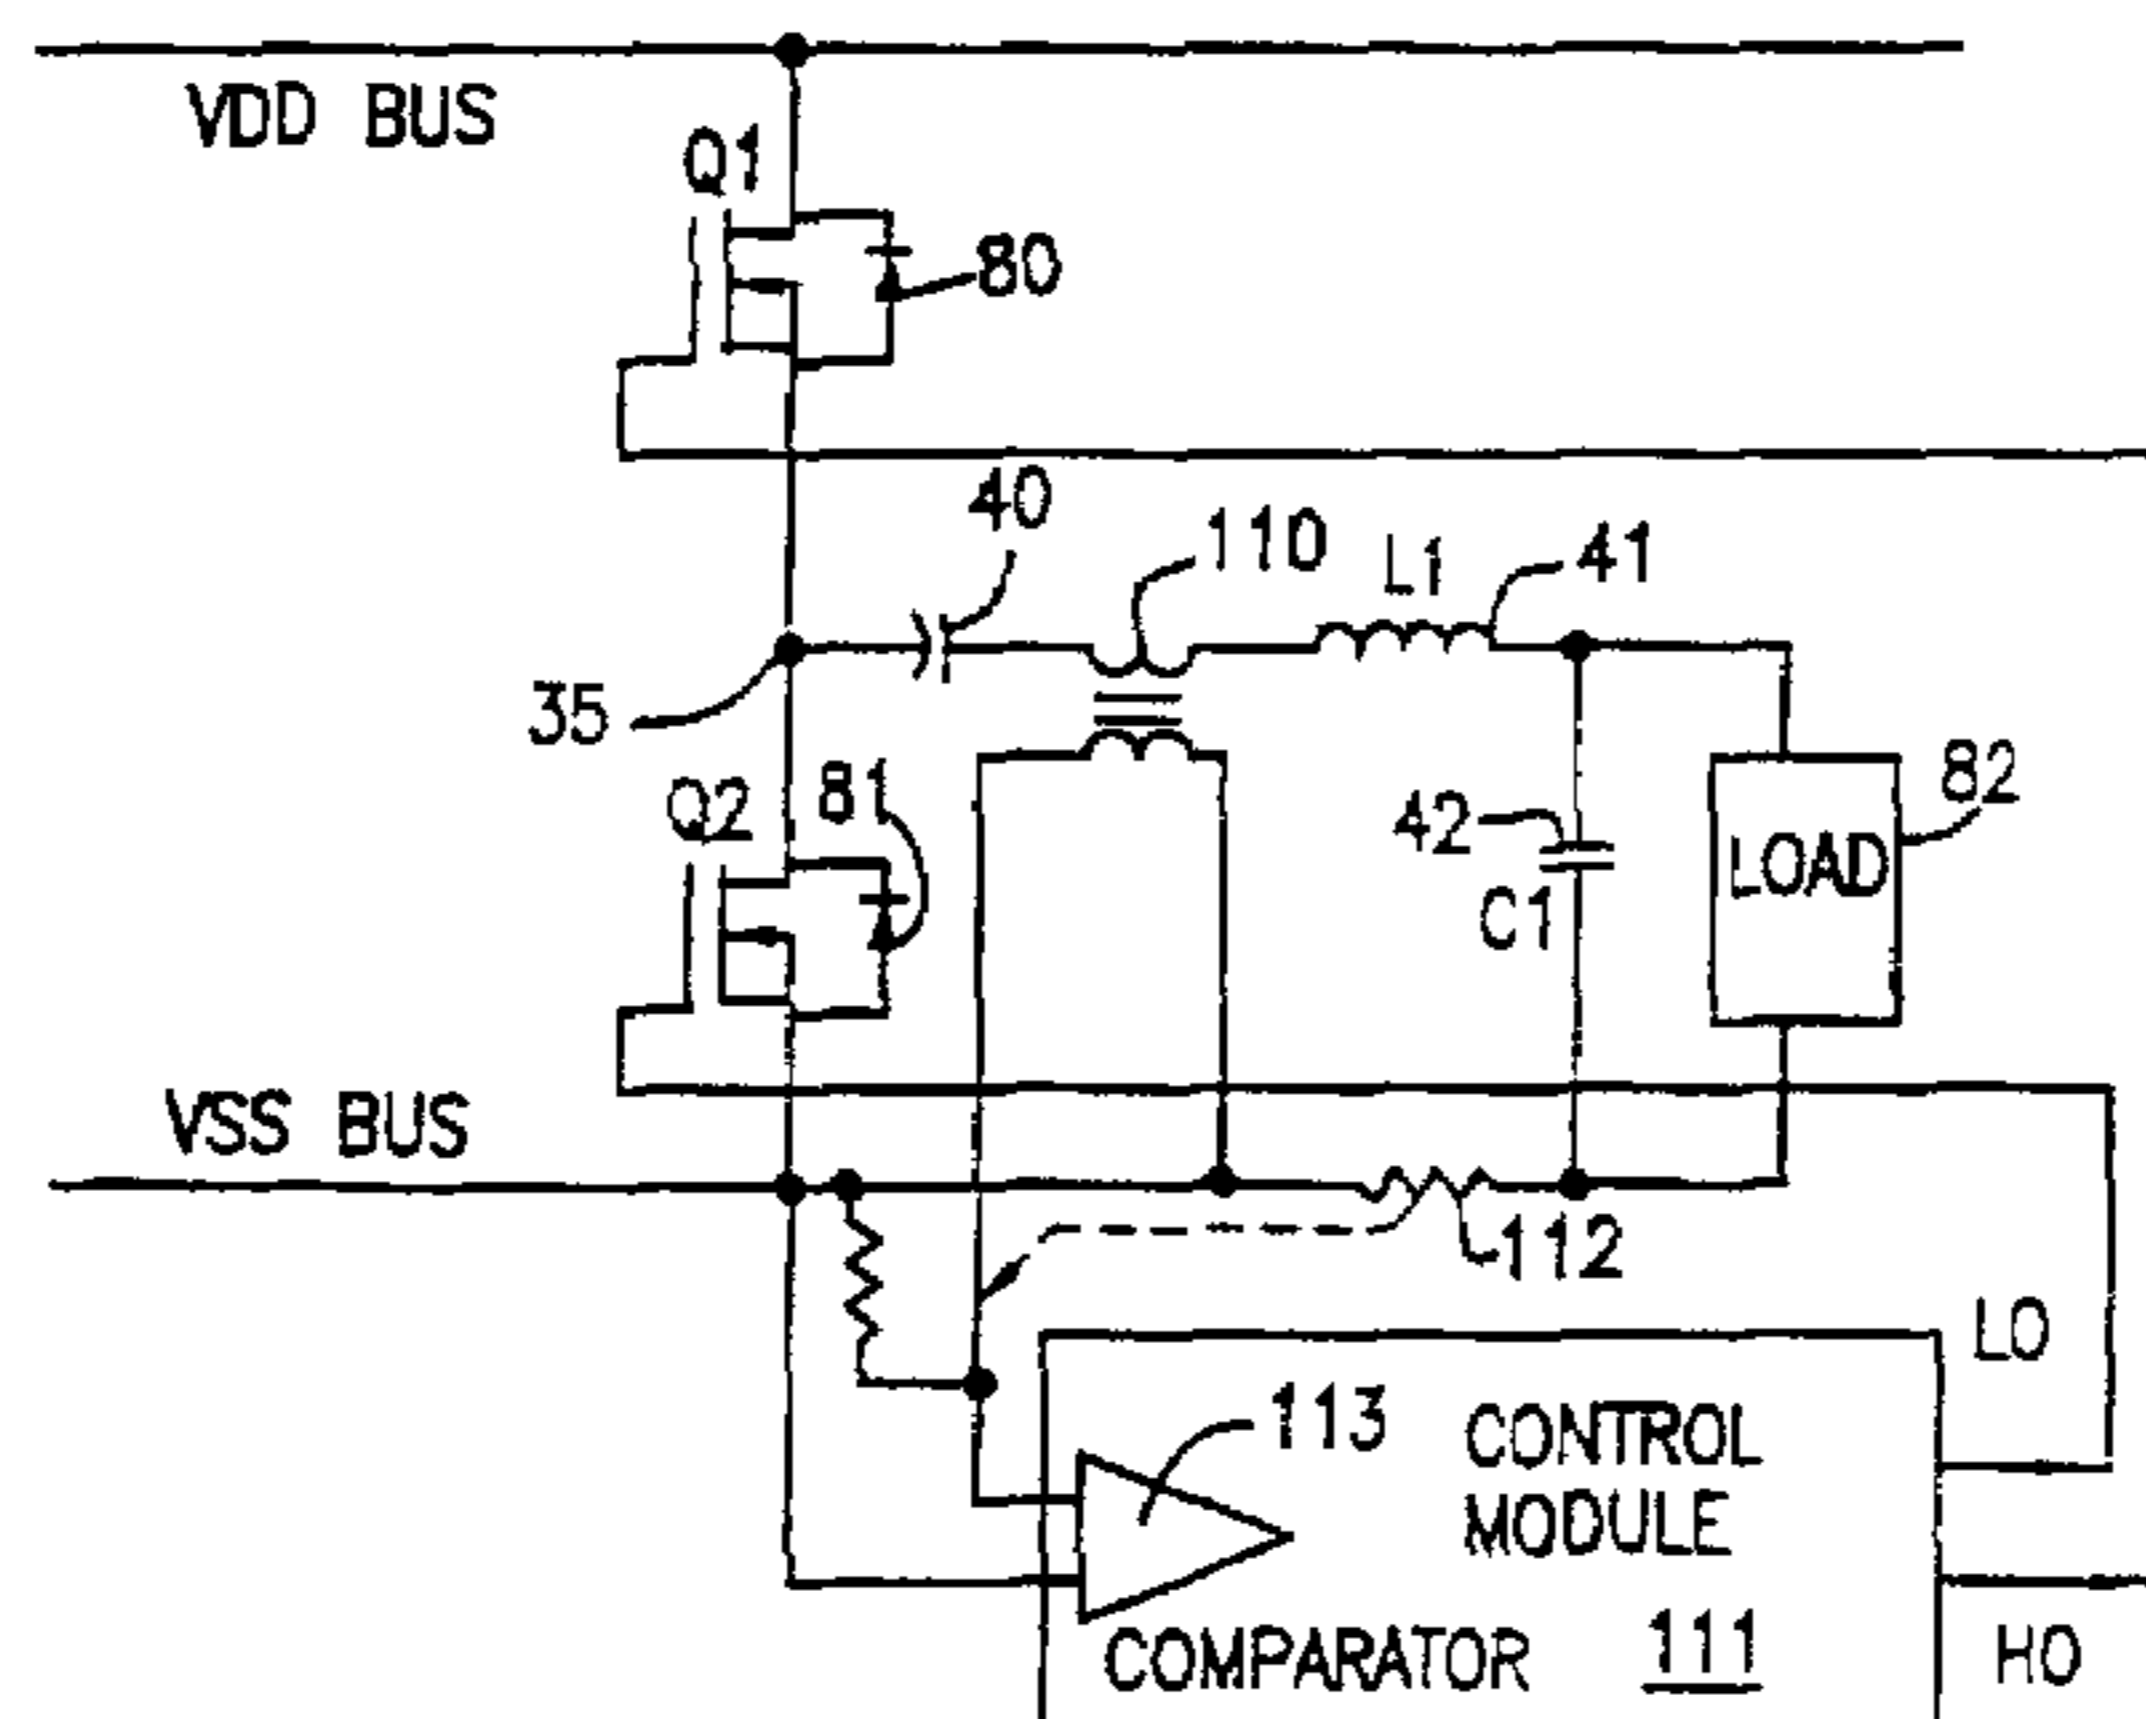 VDD BUS
Q1
80
40
110
L1
41
35
Q2
81
82
42
LOAD
C1
VSS BUS
112
LO
113
CONTROL
MODULE
COMPARATOR
111
HO